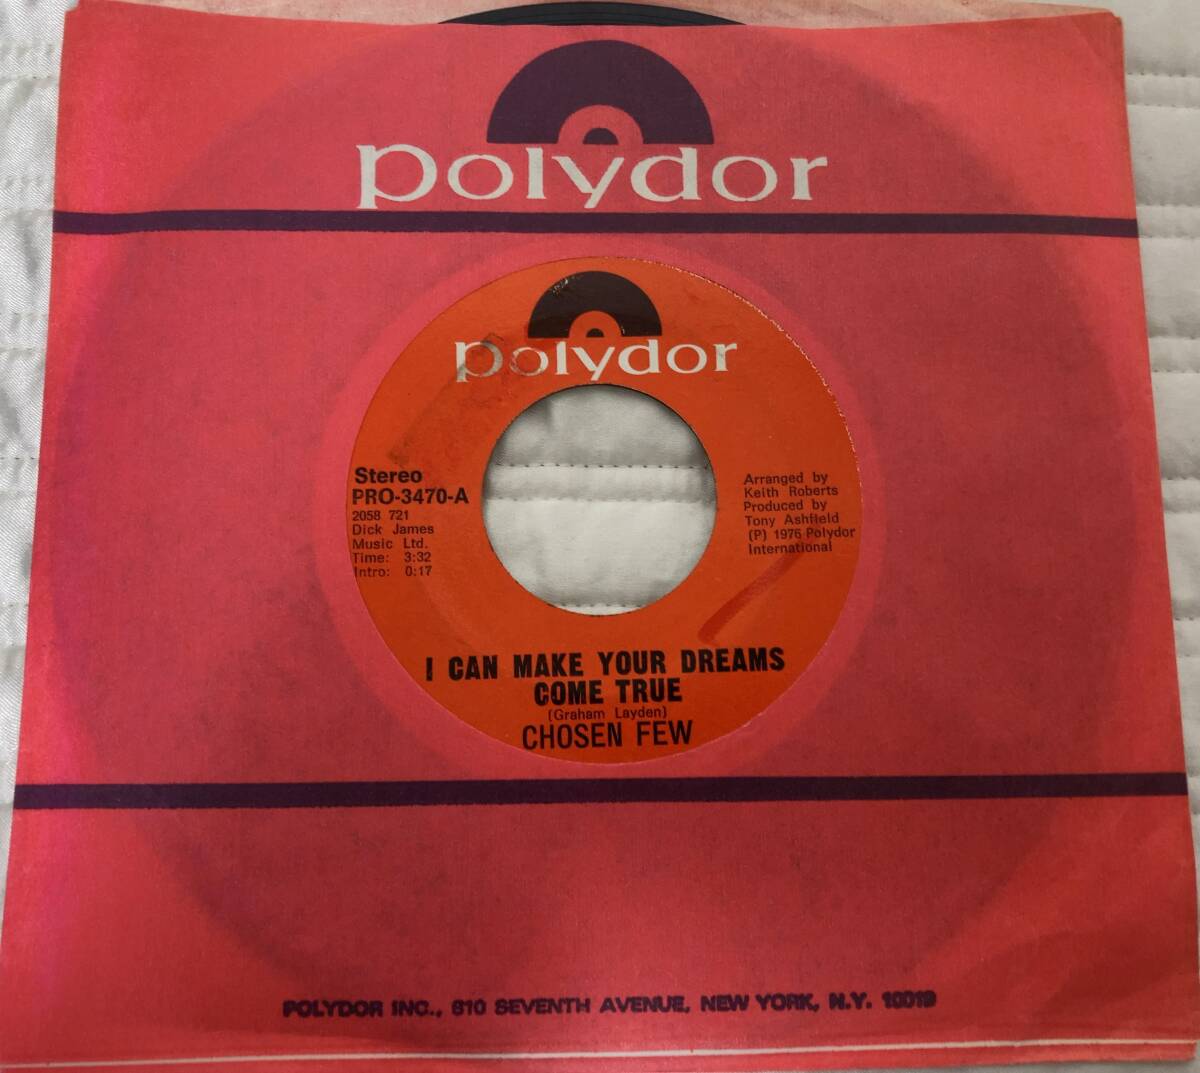 polydor
polydor
Stereo
PRO-3470-A
2058 721
Dick James
Music Ltd.
Time: 3:32
Intro: 0:17
Arranged by
Keith Roberts
Produced by
Tony Ashfield
(P) 1976 Polydor
International
I CAN MAKE YOUR DREAMS
COME TRUE
(Graham Layden)
CHOSEN FEW
POLYDOR INC., 810 SEVENTH AVENUE, NEW YORK, N.Y. 10019